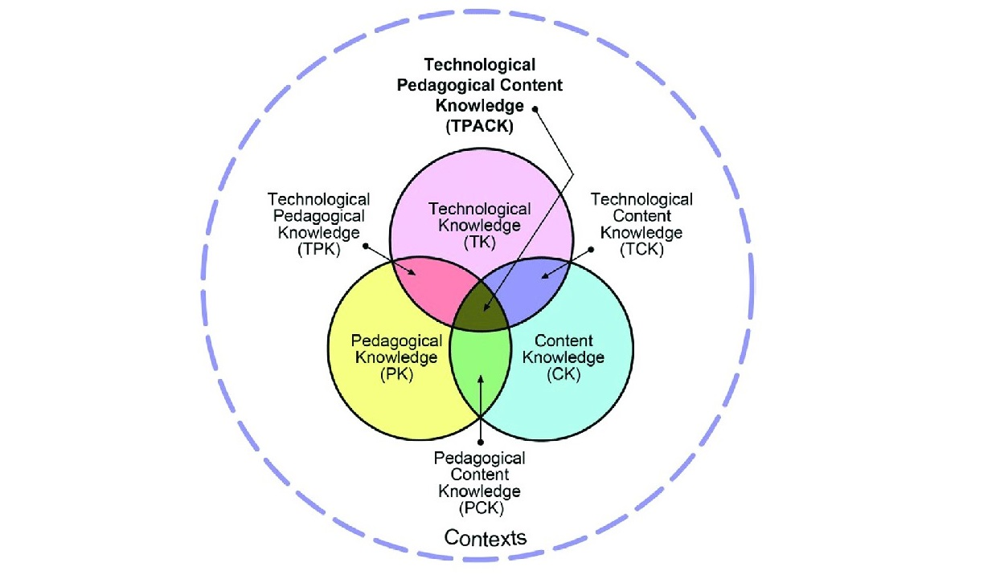 Technological
Pedagogical Content
Knowledge
(TPACK)
Technological
Pedagogical
Knowledge
(TPK)
Technological
Knowledge
(TK)
Technological
Content
Knowledge
(TCK)
Pedagogical
Knowledge
(PK)
Content
Knowledge
(CK)
Pedagogical
Content
Knowledge
(PCK)
Contexts